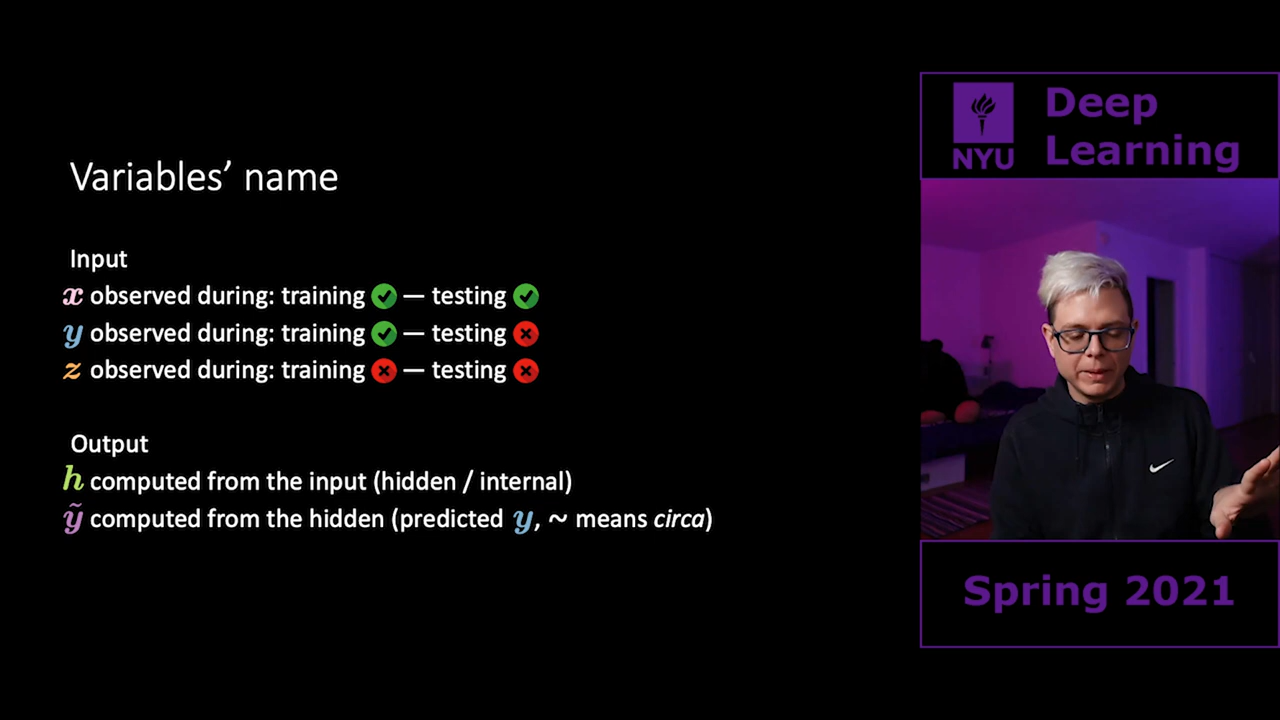 Variables’ name
Input
x observed during: training ✅ — testing ✅
y observed during: training ✅ — testing ❌
z observed during: training ❌ — testing ❌
Output
h computed from the input (hidden / internal)
ỹ computed from the hidden (predicted y, ~ means circa)
NYU
Deep
Learning
Spring 2021